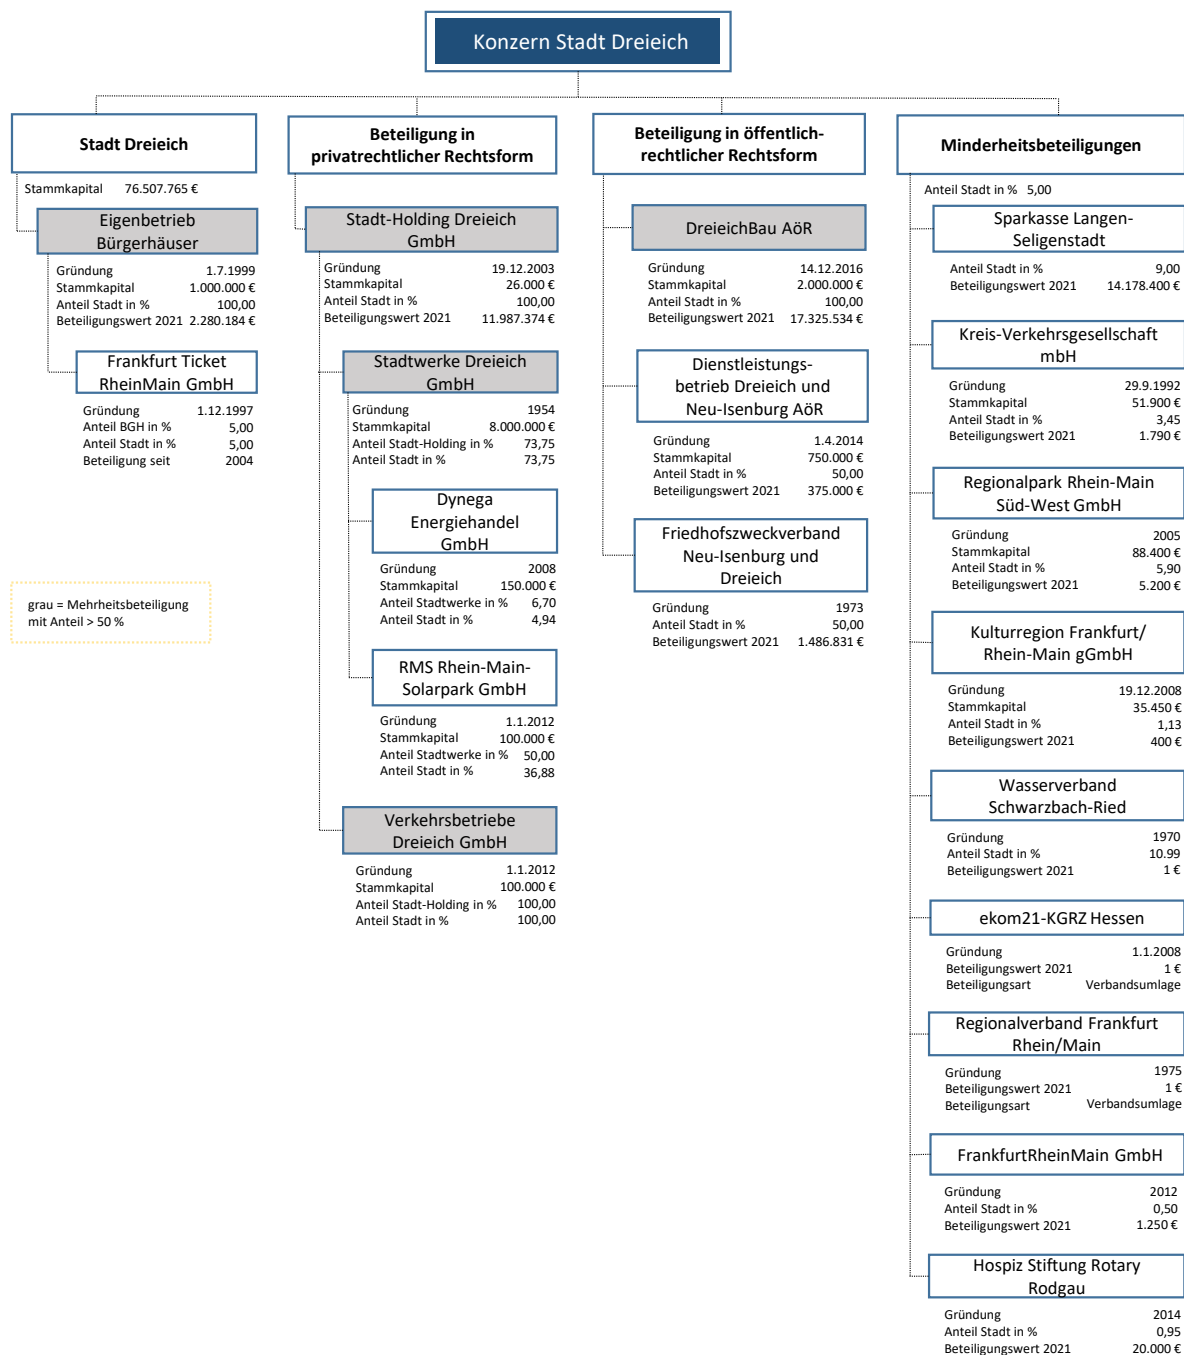 Konzern Stadt Dreieich
Stadt Dreieich
Stammkapital 76.507.765 €
Eigenbetrieb
Bürgerhäuser
Gründung 1.7.1999
Stammkapital 1.000.000 €
Anteil Stadt in % 100,00
Beteiligungswert 2021 2.280.184 €
Frankfurt Ticket
RheinMain GmbH
Gründung 1.12.1997
Anteil BGH in % 5,00
Anteil Stadt in % 5,00
Beteiligung seit 2004
grau = Mehrheitsbeteiligung
mit Anteil > 50 %
Beteiligung in
privatrechtlicher Rechtsform
Stadt-Holding Dreieich
GmbH
Gründung 19.12.2003
Stammkapital 26.000 €
Anteil Stadt in % 100,00
Beteiligungswert 2021 11.987.374 €
Stadtwerke Dreieich
GmbH
Gründung 1954
Stammkapital 8.000.000 €
Anteil Stadt-Holding in % 73,75
Anteil Stadt in % 73,75
Dynega
Energiehandel
GmbH
Gründung 2008
Stammkapital 150.000 €
Anteil Stadtwerke in % 6,70
Anteil Stadt in % 4,94
RMS Rhein-Main-
Solarpark GmbH
Gründung 1.1.2012
Stammkapital 100.000 €
Anteil Stadtwerke in % 50,00
Anteil Stadt in % 36,88
Verkehrsbetriebe
Dreieich GmbH
Gründung 1.1.2012
Stammkapital 100.000 €
Anteil Stadt-Holding in % 100,00
Anteil Stadt in % 100,00
Beteiligung in öffentlich-
rechtlicher Rechtsform
DreieichBau AöR
Gründung 14.12.2016
Stammkapital 2.000.000 €
Anteil Stadt in % 100,00
Beteiligungswert 2021 17.325.534 €
Dienstleistungs-
betrieb Dreieich und
Neu-Isenburg AöR
Gründung 1.4.2014
Stammkapital 750.000 €
Anteil Stadt in % 50,00
Beteiligungswert 2021 375.000 €
Friedhofszweckverband
Neu-Isenburg und
Dreieich
Gründung 1973
Anteil Stadt in % 50,00
Beteiligungswert 2021 1.486.831 €
Minderheitsbeteiligungen
Anteil Stadt in % 5,00
Sparkasse Langen-
Seligenstadt
Anteil Stadt in % 9,00
Beteiligungswert 2021 14.178.400 €
Kreis-Verkehrsgesellschaft
mbH
Gründung 29.9.1992
Stammkapital 51.900 €
Anteil Stadt in % 3,45
Beteiligungswert 2021 1.790 €
Regionalpark Rhein-Main
Süd-West GmbH
Gründung 2005
Stammkapital 88.400 €
Anteil Stadt in % 5,90
Beteiligungswert 2021 5.200 €
Kulturregion Frankfurt/
Rhein-Main gGmbH
Gründung 19.12.2008
Stammkapital 35.450 €
Anteil Stadt in % 1,13
Beteiligungswert 2021 400 €
Wasserverband
Schwarzbach-Ried
Gründung 1970
Anteil Stadt in % 10.99
Beteiligungswert 2021 1 €
ekom21-KGRZ Hessen
Gründung 1.1.2008
Beteiligungswert 2021 1 €
Beteiligungsart Verbandsumlage
Regionalverband Frankfurt
Rhein/Main
Gründung 1975
Beteiligungswert 2021 1 €
Beteiligungsart Verbandsumlage
FrankfurtRheinMain GmbH
Gründung 2012
Anteil Stadt in % 0,50
Beteiligungswert 2021 1.250 €
Hospiz Stiftung Rotary
Rodgau
Gründung 2014
Anteil Stadt in % 0,95
Beteiligungswert 2021 20.000 €